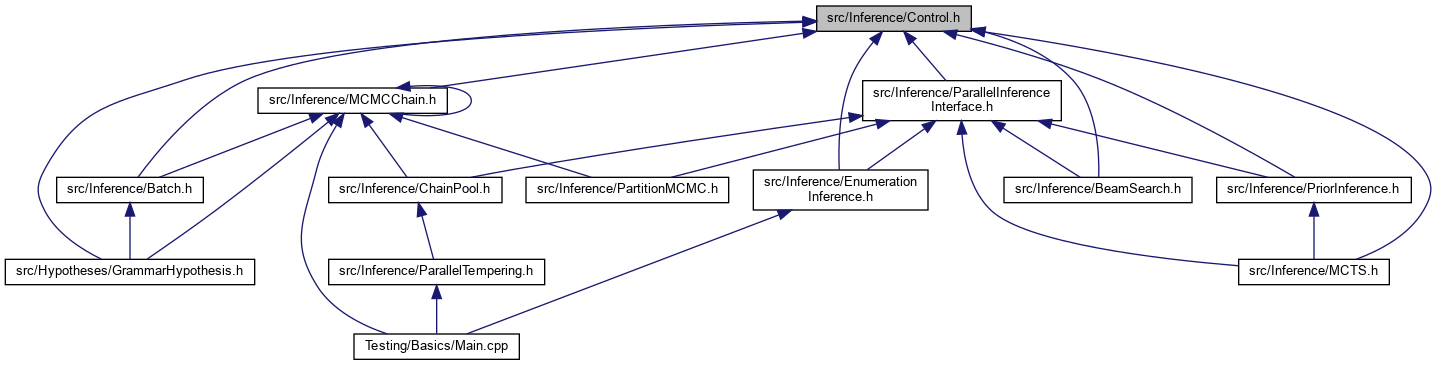 src/Inference/Control.h
src/Inference/MCMCChain.h
src/Inference/ParallelInference
Interface.h
src/Inference/Batch.h
src/Inference/ChainPool.h
src/Inference/PartitionMCMC.h
src/Inference/Enumeration
Inference.h
src/Inference/BeamSearch.h
src/Inference/PriorInference.h
src/Hypotheses/GrammarHypothesis.h
src/Inference/ParallelTempering.h
src/Inference/MCTS.h
Testing/Basics/Main.cpp